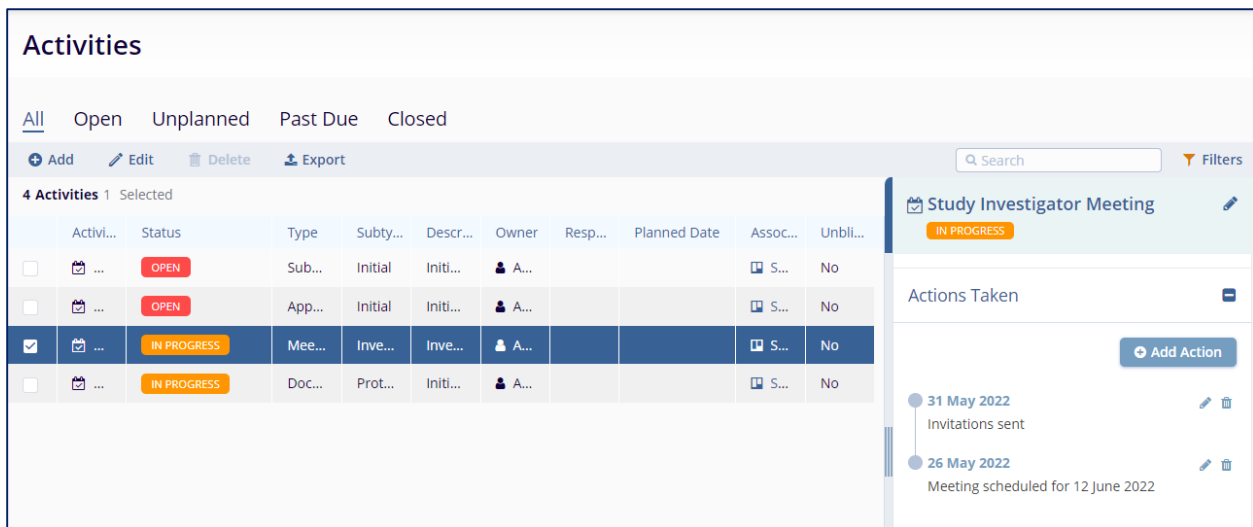 Activities
All Open Unplanned Past Due Closed
Add Edit Delete Export Search Filters
4 Activities 1 Selected
Activi... Status Type Subty... Descr... Owner Resp... Planned Date Assoc... Unbli...
... OPEN Sub... Initial Initi... A... S... No
... OPEN App... Initial Initi... A... S... No
... IN PROGRESS Mee... Inve... Inve... A... S... No
... IN PROGRESS Doc... Prot... Initi... A... S... No
Study Investigator Meeting
IN PROGRESS
Actions Taken
Add Action
31 May 2022
Invitations sent
26 May 2022
Meeting scheduled for 12 June 2022